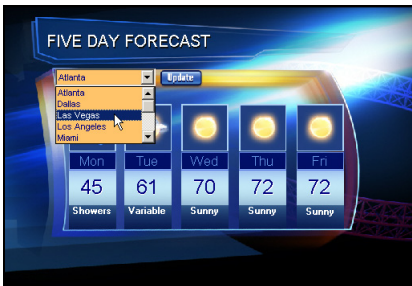 FIVE DAY FORECAST
Atlanta
Update
Atlanta
Dallas
Las Vegas
Los Angeles
Miami
Mon Tue Wed Thu Fri
45 61 70 72 72
Showers Variable Sunny Sunny Sunny